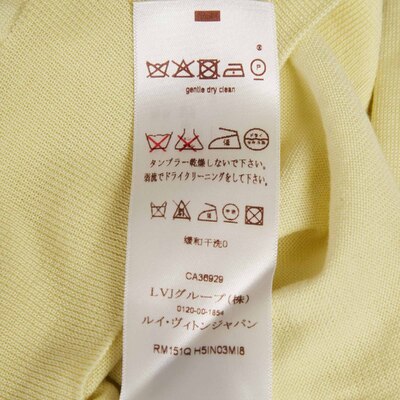 ®
P
gentle dry clean
タンブラー乾燥しないで下さい。
弱洗でドライクリーニングをして下さい。
P
缓和干洗
CA36929
LVJグループ(株)
0120-00-1854
ルイ・ヴィトンジャパン
RM151Q H5IN03MI8